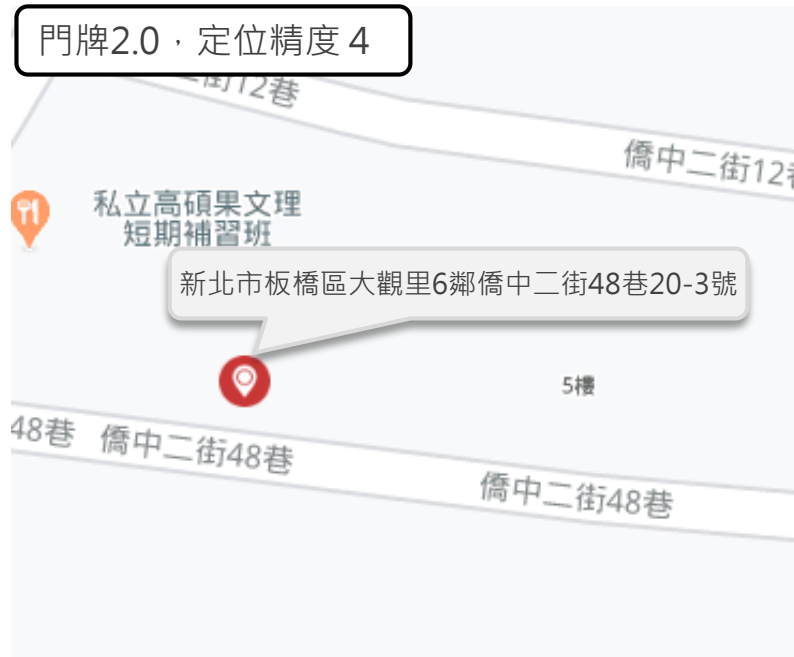 門牌2.0，定位精度 4
二街12巷
僑中二街12巷
私立高碩果文理
短期補習班
新北市板橋區大觀里6鄰僑中二街48巷20-3號
5樓
48巷
僑中二街48巷
僑中二街48巷